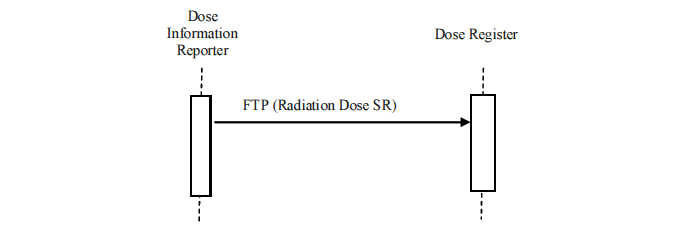 Dose
Information
Reporter
Dose Register
FTP (Radiation Dose SR)